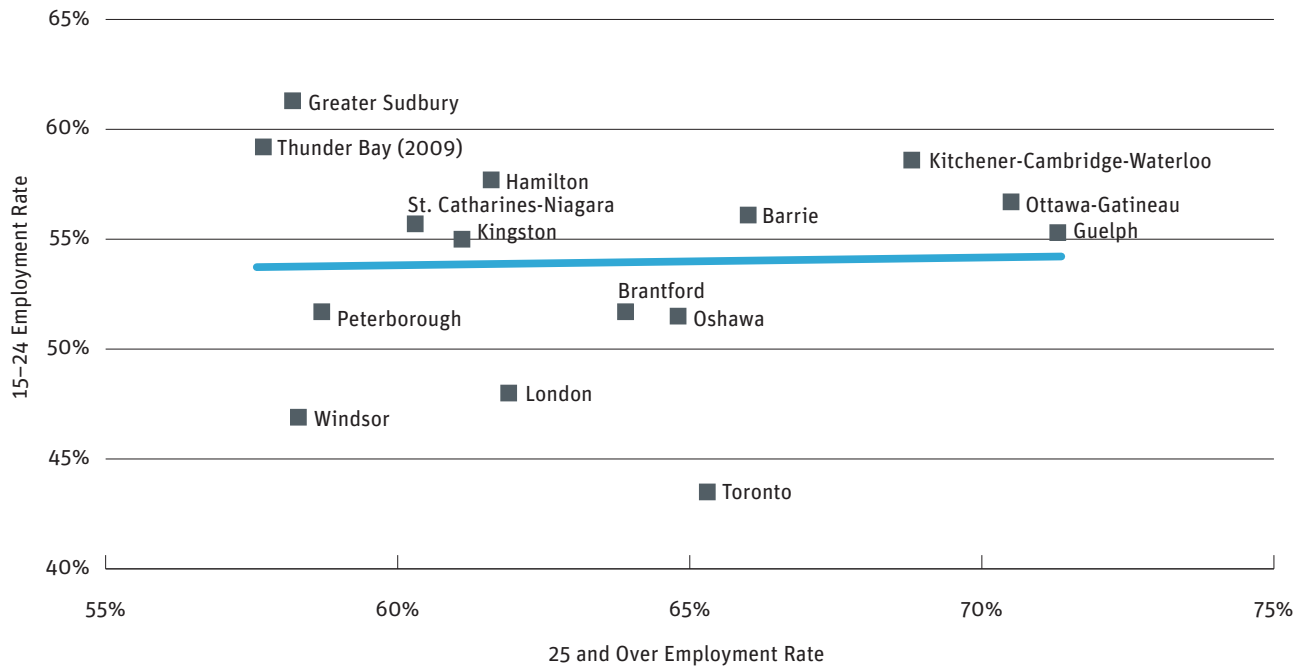 65%
Greater Sudbury
60%
Thunder Bay (2009)
Kitchener-Cambridge-Waterloo
Hamilton
St. Catharines-Niagara
Ottawa-Gatineau
Barrie
Kingston
Guelph
55%
Brantford
Peterborough
Oshawa
50%
London
Windsor
45%
Toronto
40%
15–24 Employment Rate
55%
60%
65%
70%
75%
25 and Over Employment Rate